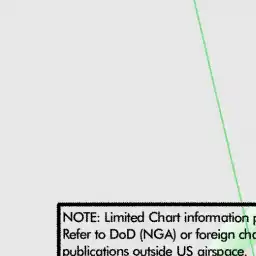 NOTE: Limited Chart information
Refer to DoD (NGA) or foreign
publications outside US airspace.